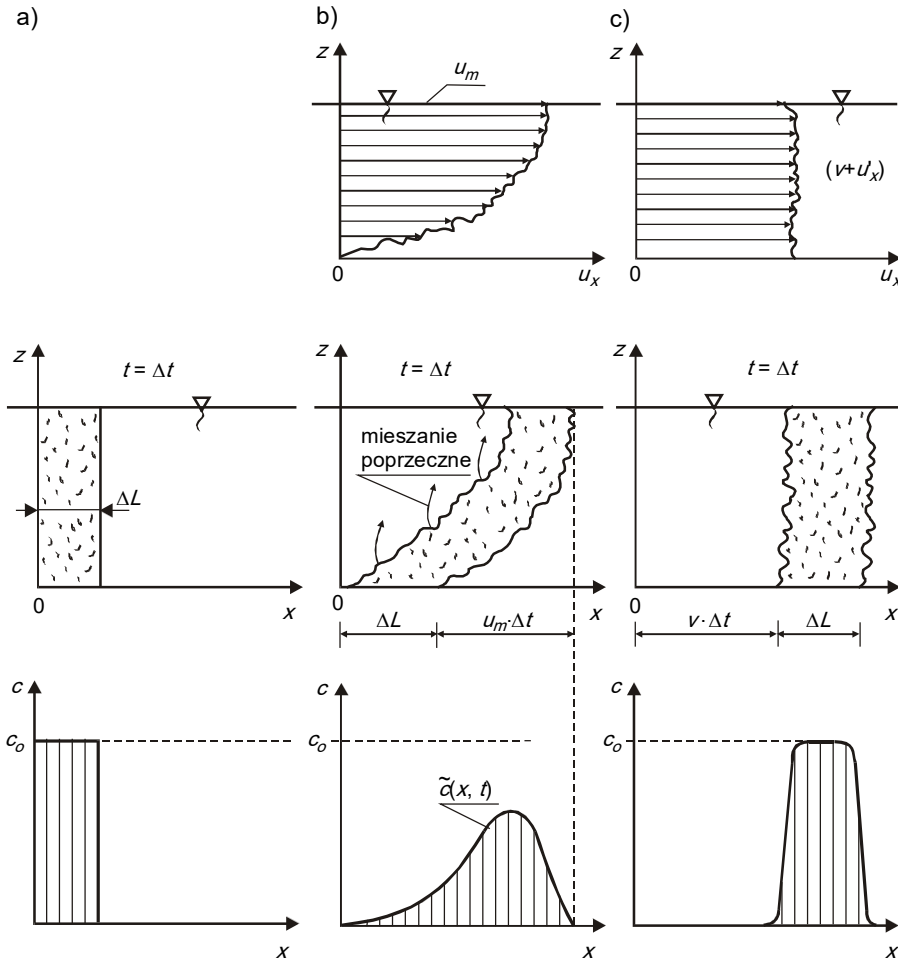 a)
b)
c)
z
u_m
0
u_x
z
(v+u'_x)
0
u_x
z
t = Δt
ΔL
0
x
z
t = Δt
mieszanie
poprzeczne
0
x
ΔL
u_m·Δt
z
t = Δt
0
x
v·Δt
ΔL
c
c_o
x
c
c_o
c̃(x, t)
x
c
c_o
x